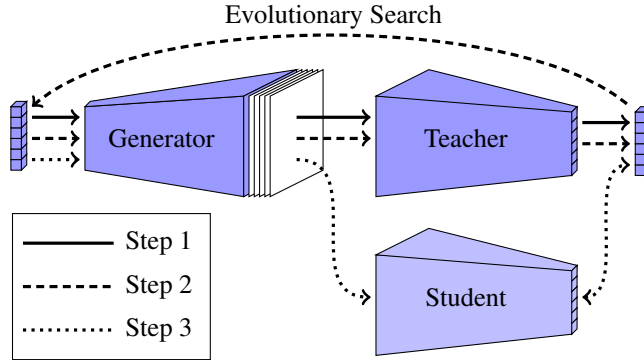 Evolutionary Search
Generator
Teacher
Student
Step 1
Step 2
Step 3